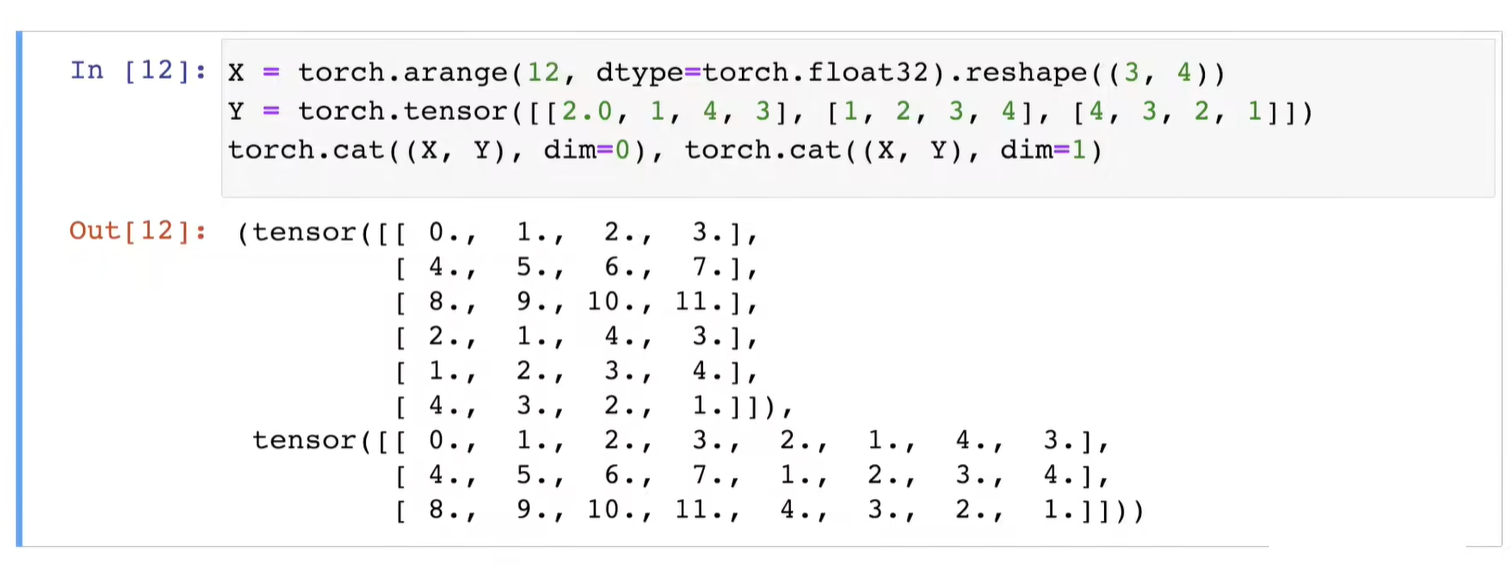 In [12]: X = torch.arange(12, dtype=torch.float32).reshape((3, 4))
Y = torch.tensor([[2.0, 1, 4, 3], [1, 2, 3, 4], [4, 3, 2, 1]])
torch.cat((X, Y), dim=0), torch.cat((X, Y), dim=1)
Out[12]: (tensor([[ 0., 1., 2., 3.],
[ 4., 5., 6., 7.],
[ 8., 9., 10., 11.],
[ 2., 1., 4., 3.],
[ 1., 2., 3., 4.],
[ 4., 3., 2., 1.]]),
tensor([[ 0., 1., 2., 3., 2., 1., 4., 3.],
[ 4., 5., 6., 7., 1., 2., 3., 4.],
[ 8., 9., 10., 11., 4., 3., 2., 1.]]))